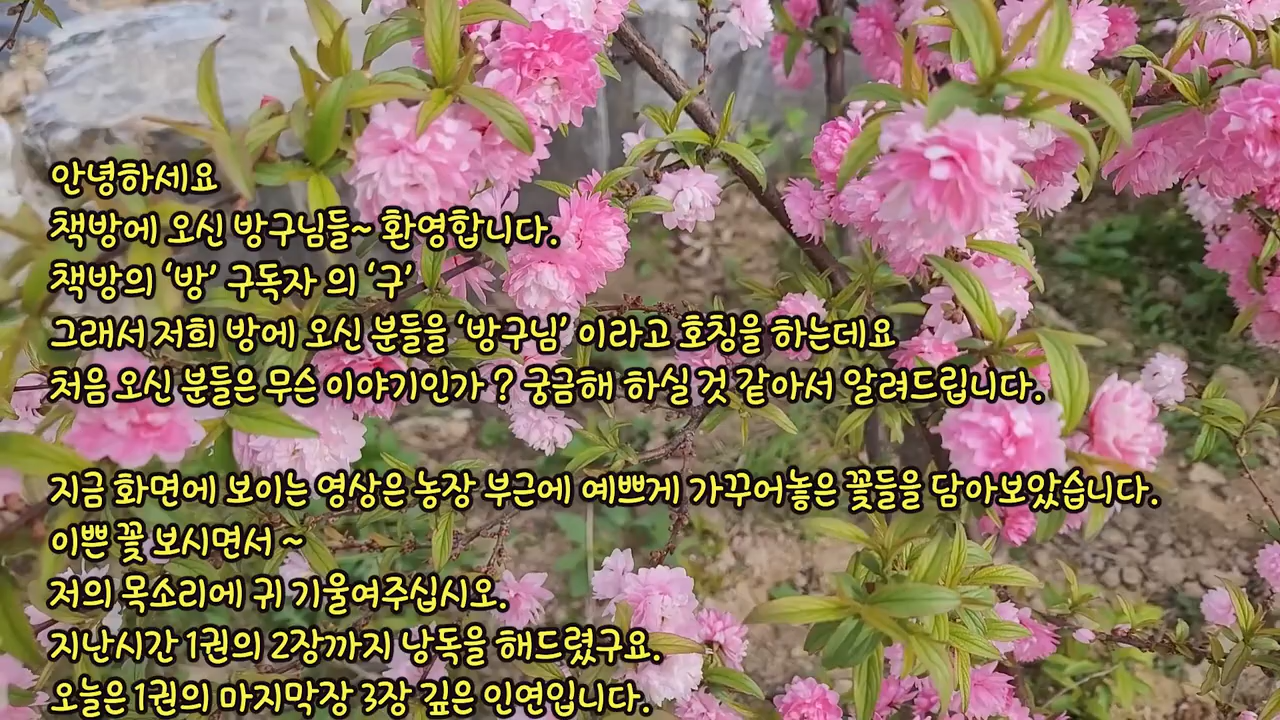 안녕하세요
책방에 오신 방구님들~ 환영합니다.
책방의 ‘방’ 구독자 의 ‘구’
그래서 저희 방에 오신 분들을 ‘방구님’ 이라고 호칭을 하는데요
처음 오신 분들은 무슨 이야기인가 ? 궁금해 하실 것 같아서 알려드립니다.
지금 화면에 보이는 영상은 농장 부근에 예쁘게 가꾸어놓은 꽃들을 담아보았습니다.
이쁜 꽃 보시면서 ~
저의 목소리에 귀 기울여주십시오.
지난시간 1권의 2장까지 낭독을 해드렸구요.
오늘은 1권의 마지막장 3장 깊은 인연입니다.